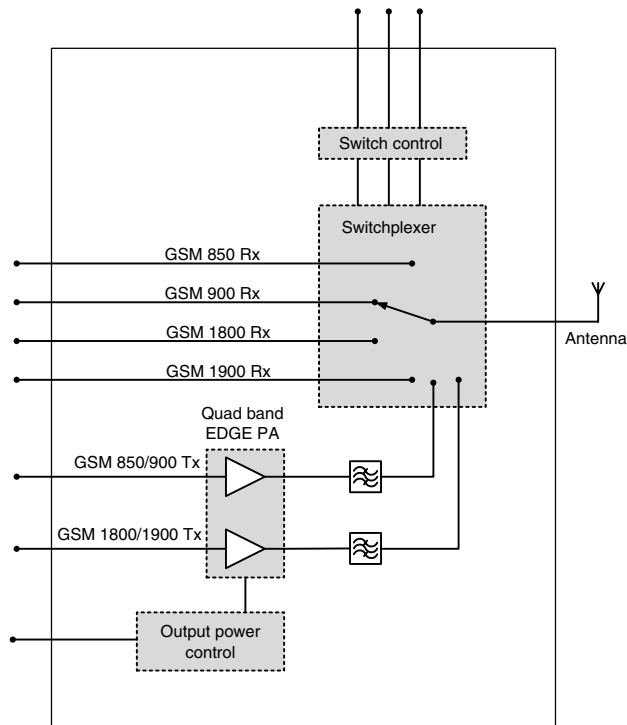 Switch control
Switchplexer
GSM 850 Rx
GSM 900 Rx
GSM 1800 Rx
Antenna
GSM 1900 Rx
Quad band
EDGE PA
GSM 850/900 Tx
GSM 1800/1900 Tx
Output power
control